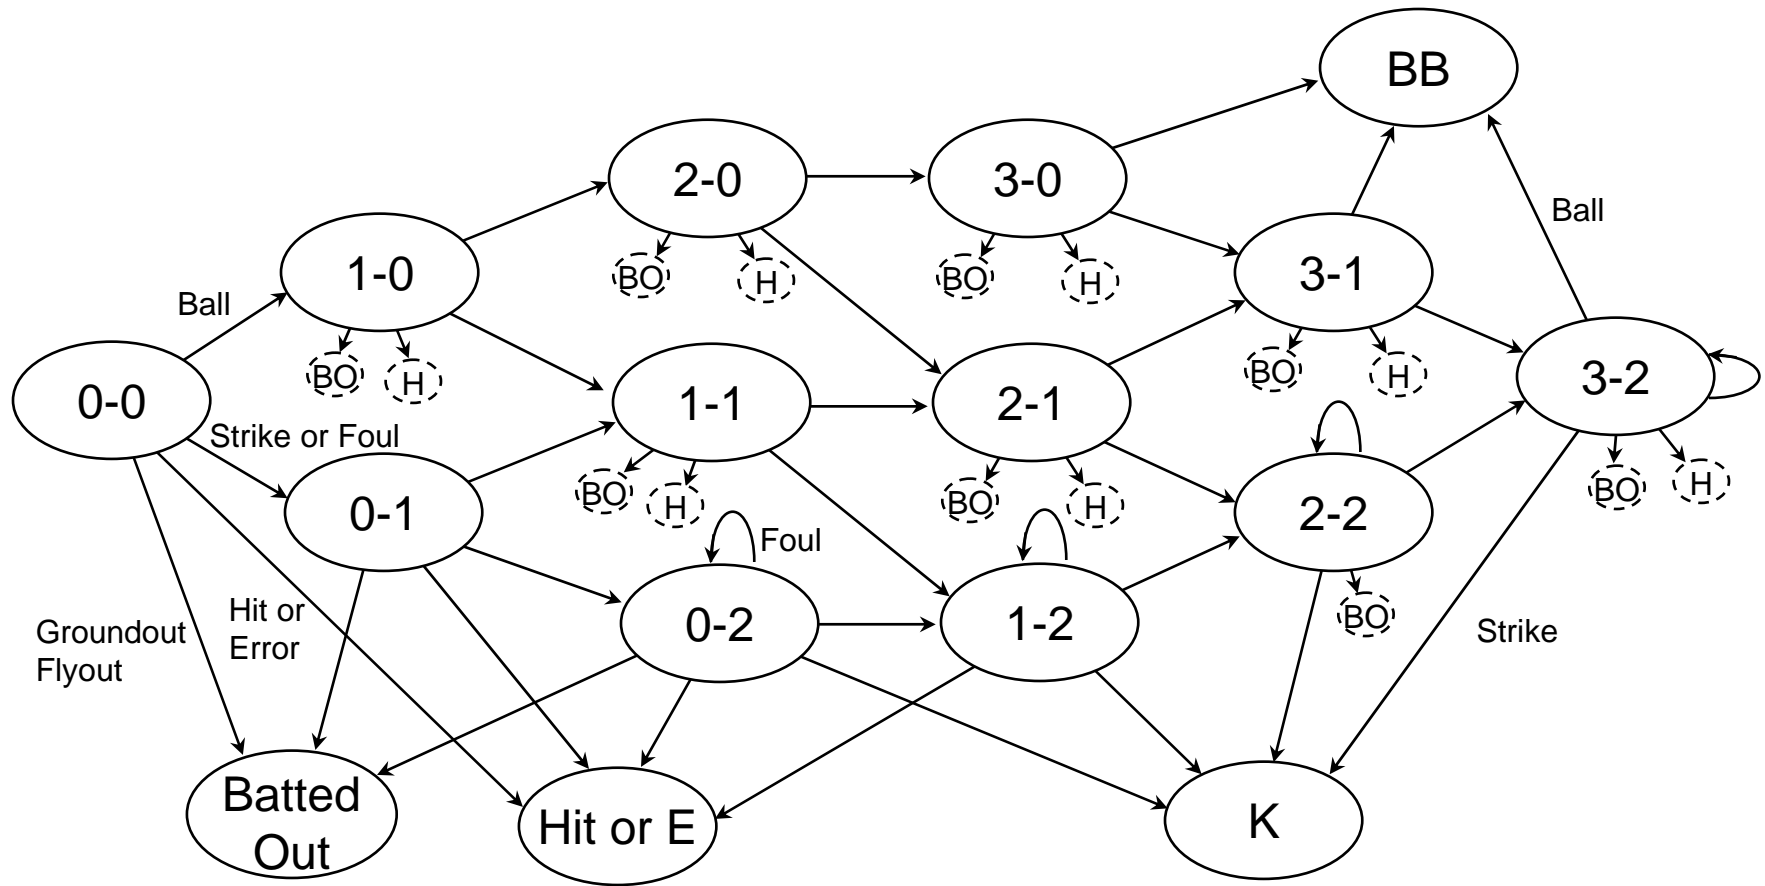 BB
2-0
3-0
Ball
1-0
3-1
BO
H
BO
H
Ball
0-0
BO
H
1-1
2-1
BO
H
3-2
Strike or Foul
0-1
BO
H
BO
H
2-2
BO
H
Foul
0-2
1-2
BO
Groundout
Flyout
Hit or
Error
Strike
Batted
Out
Hit or E
K